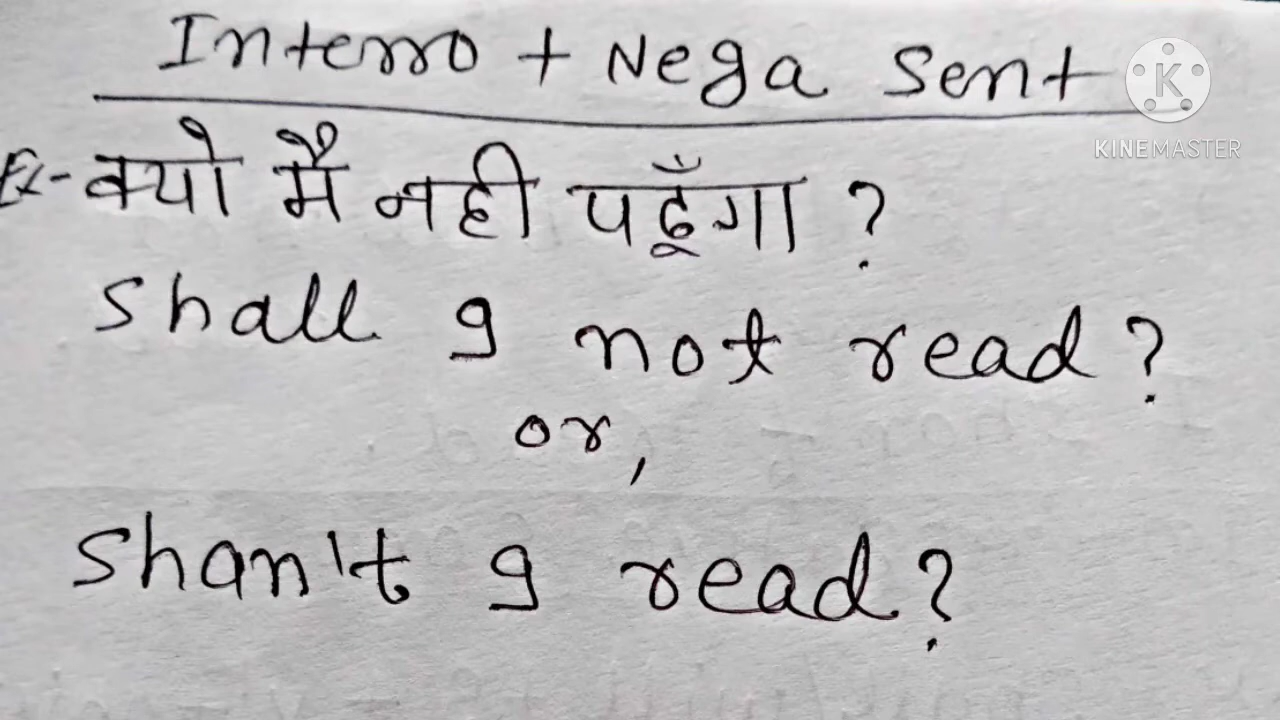 Interro + Nega Sent
KINEMASTER
Ex- क्यो मै नही पढूँगा ?
Shall I not read ?
or,
Shan't I read ?